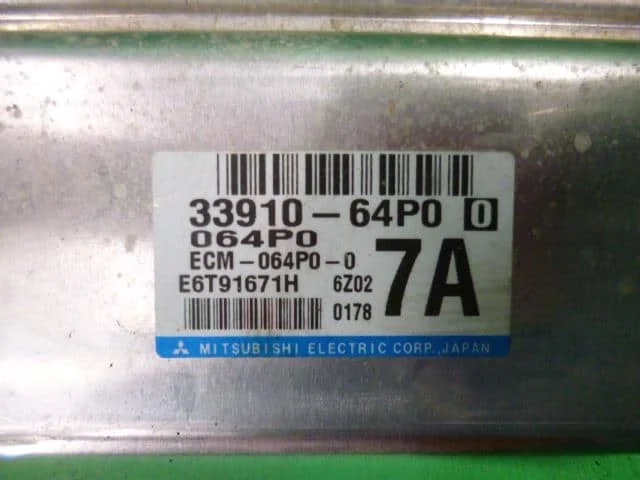 33910-64P0 0
064P0
ECM-064P0-0
7A
E6T91671H 6Z02
0178
MITSUBISHI ELECTRIC CORP.,JAPAN